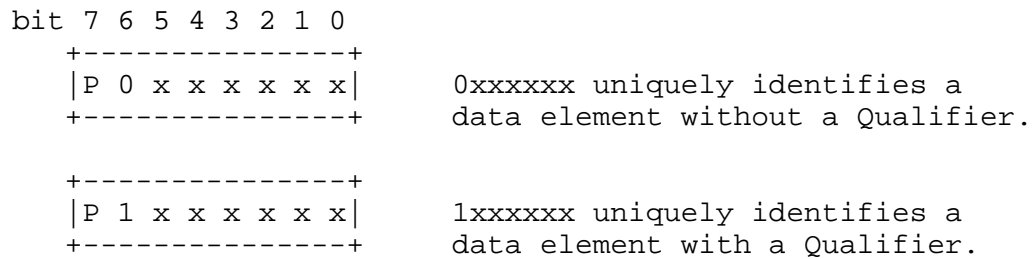 bit 7 6 5 4 3 2 1 0
+---------------+
|P 0 x x x x x x| 0xxxxxx uniquely identifies a
+---------------+ data element without a Qualifier.
+---------------+
|P 1 x x x x x x| 1xxxxxx uniquely identifies a
+---------------+ data element with a Qualifier.